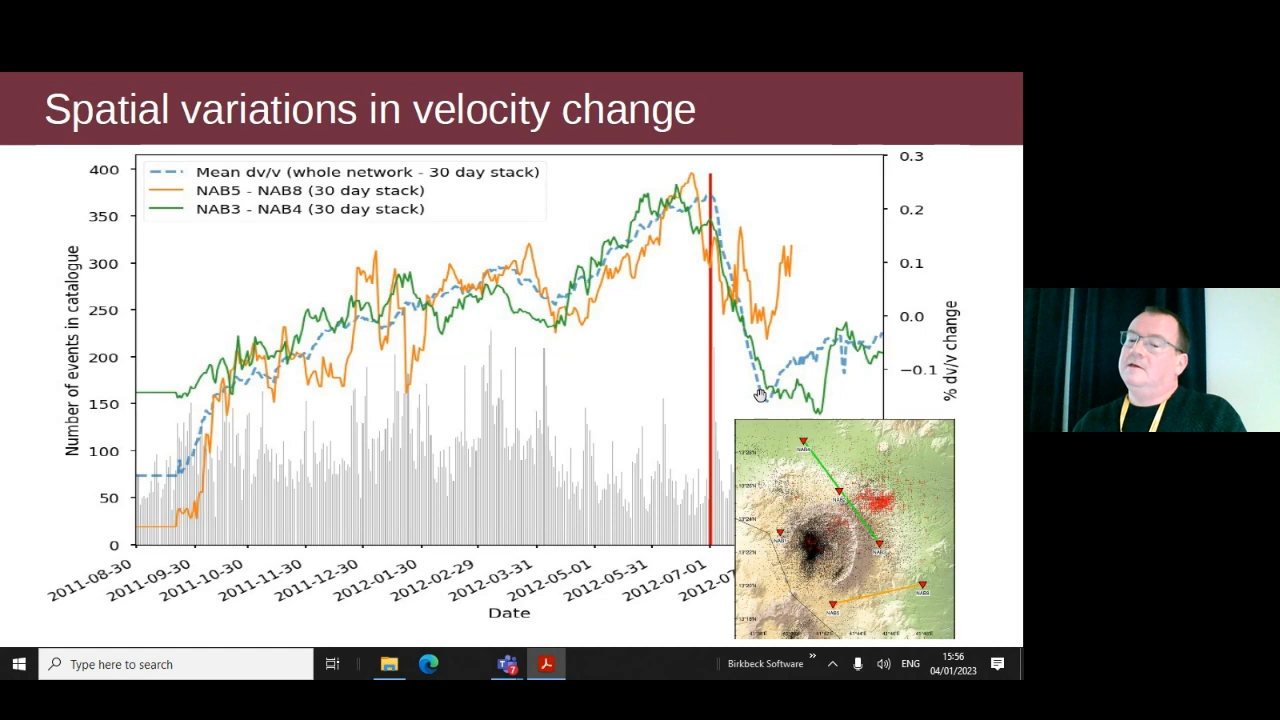 Spatial variations in velocity change
Mean dv/v (whole network - 30 day stack)
NAB5 - NAB8 (30 day stack)
NAB3 - NAB4 (30 day stack)
400
350
300
250
200
150
100
50
0
Number of events in catalogue
0.3
0.2
0.1
0.0
−0.1
% dv/v change
2011-08-30
2011-09-30
2011-10-30
2011-11-30
2011-12-30
2012-01-30
2012-02-29
2012-03-31
2012-05-01
2012-05-31
2012-07-01
Date
Type here to search
7
Birkbeck Software
ENG
15:56
04/01/2023